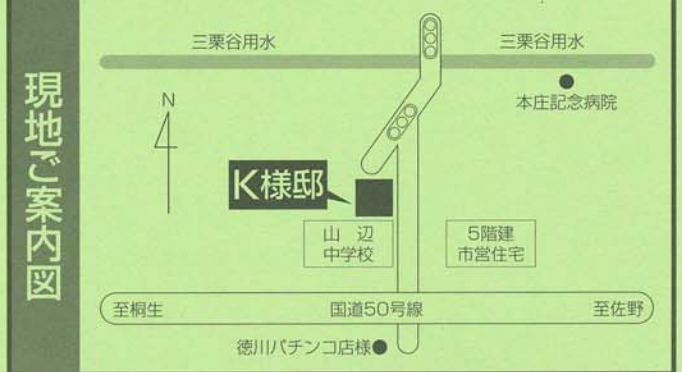 現地ご案内図
三栗谷用水
三栗谷用水
本庄記念病院
N
K様邸
山辺
中学校
5階建
市営住宅
至桐生
国道50号線
至佐野
徳川パチンコ店様